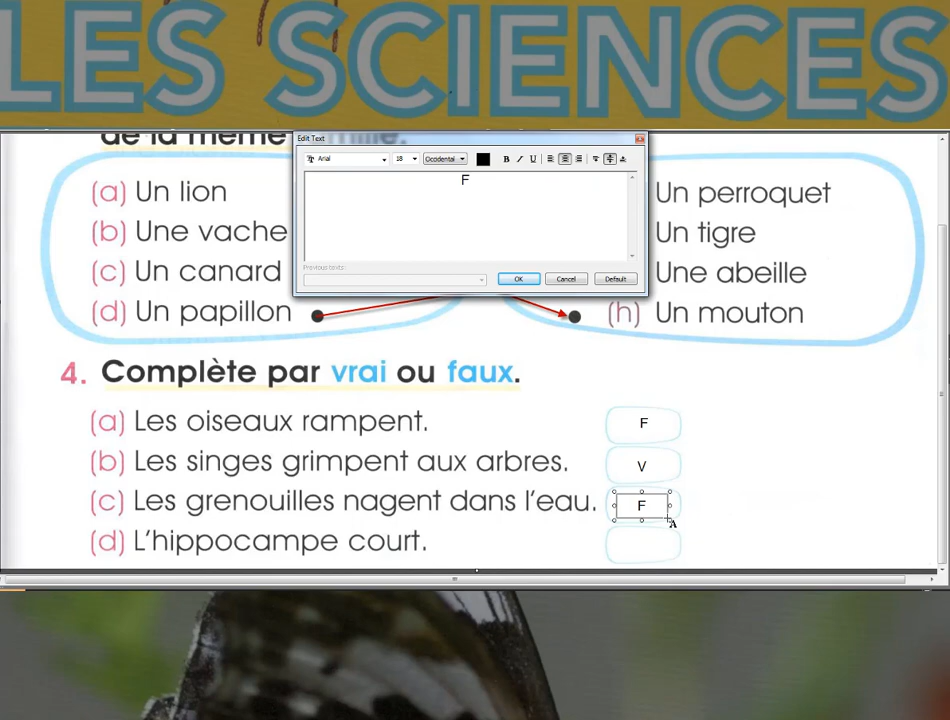 LES SCIENCES
de la même famille.
Edit Text
Arial 18 Occidental B I U
F
Previous texts:
OK Cancel Default
(a) Un lion
Un perroquet
(b) Une vache
Un tigre
(c) Un canard
Une abeille
(d) Un papillon
(h) Un mouton
4. Complète par vrai ou faux.
(a) Les oiseaux rampent. F
(b) Les singes grimpent aux arbres. V
(c) Les grenouilles nagent dans l'eau. F
(d) L'hippocampe court.